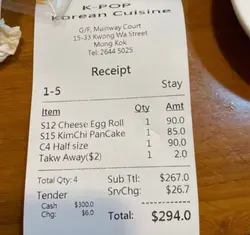 K-POP
Korean Cuisine
G/F, Mainway Court
15-33 Kwong Wa Street
Mong Kok
Tel: 2644 5025
Receipt
1-5 Stay
Item Qty Amt
S12 Cheese Egg Roll 1 90.0
S15 KimChi PanCake 1 85.0
C4 Half size 1 90.0
Takw Away($2) 1 2.0
Total Qty: 4 Sub Ttl: $267.0
Tender SrvChg: $26.7
Cash $300.0
Chg: $6.0 Total: $294.0